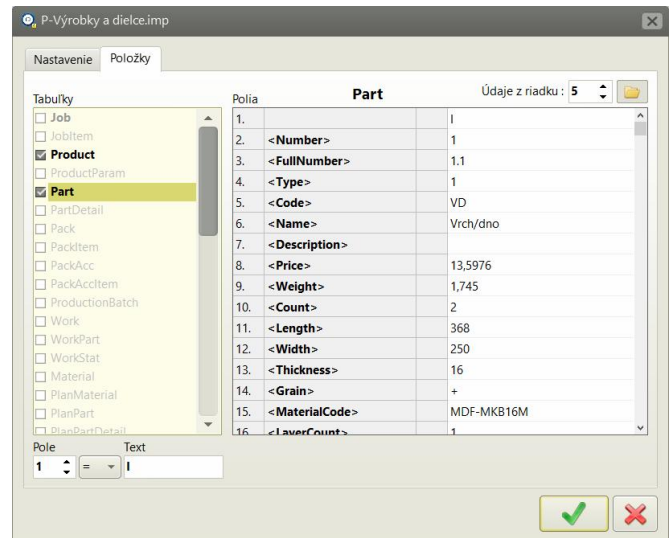 P-Výrobky a dielce.imp
Nastavenie Položky
Tabuľky
Job
JobItem
Product
ProductParam
Part
PartDetail
Pack
PackItem
PackAcc
PackAccItem
ProductionBatch
Work
WorkPart
WorkStat
Material
PlanMaterial
PlanPart
PlanPartDetail
Polia Part Údaje z riadku : 5
1. I
2. <Number> 1
3. <FullNumber> 1.1
4. <Type> 1
5. <Code> VD
6. <Name> Vrch/dno
7. <Description>
8. <Price> 13,5976
9. <Weight> 1,745
10. <Count> 2
11. <Length> 368
12. <Width> 250
13. <Thickness> 16
14. <Grain> +
15. <MaterialCode> MDF-MKB16M
16. <LayerCount> 1
Pole Text
1 = I